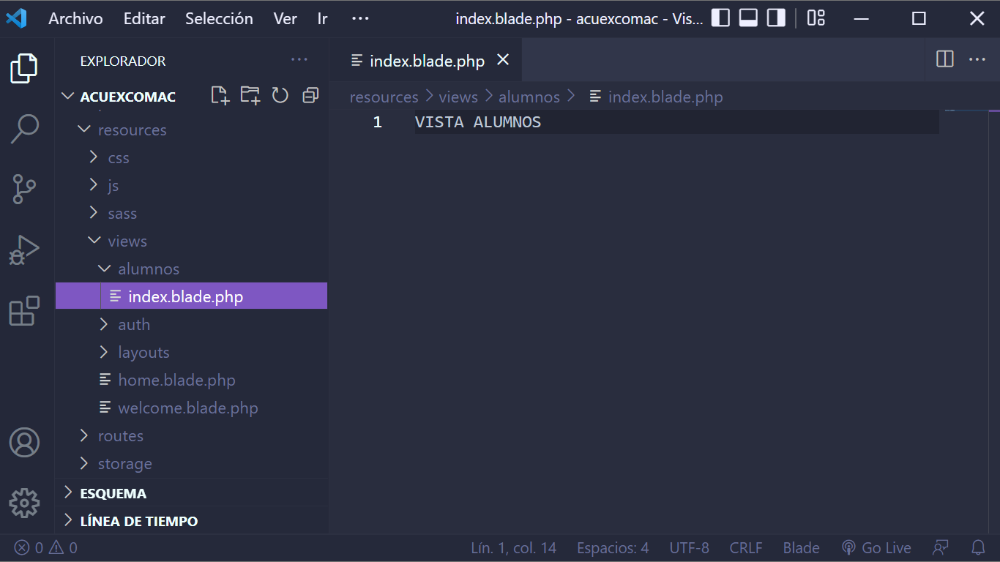 Archivo Editar Selección Ver Ir ··· index.blade.php - acuexcomac - Vis...
EXPLORADOR ···
ACUEXCOMAC
resources
css
js
sass
views
alumnos
index.blade.php
auth
layouts
home.blade.php
welcome.blade.php
routes
storage
ESQUEMA
LÍNEA DE TIEMPO
index.blade.php
resources > views > alumnos > index.blade.php
1 VISTA ALUMNOS
0 0 Lín. 1, col. 14 Espacios: 4 UTF-8 CRLF Blade Go Live